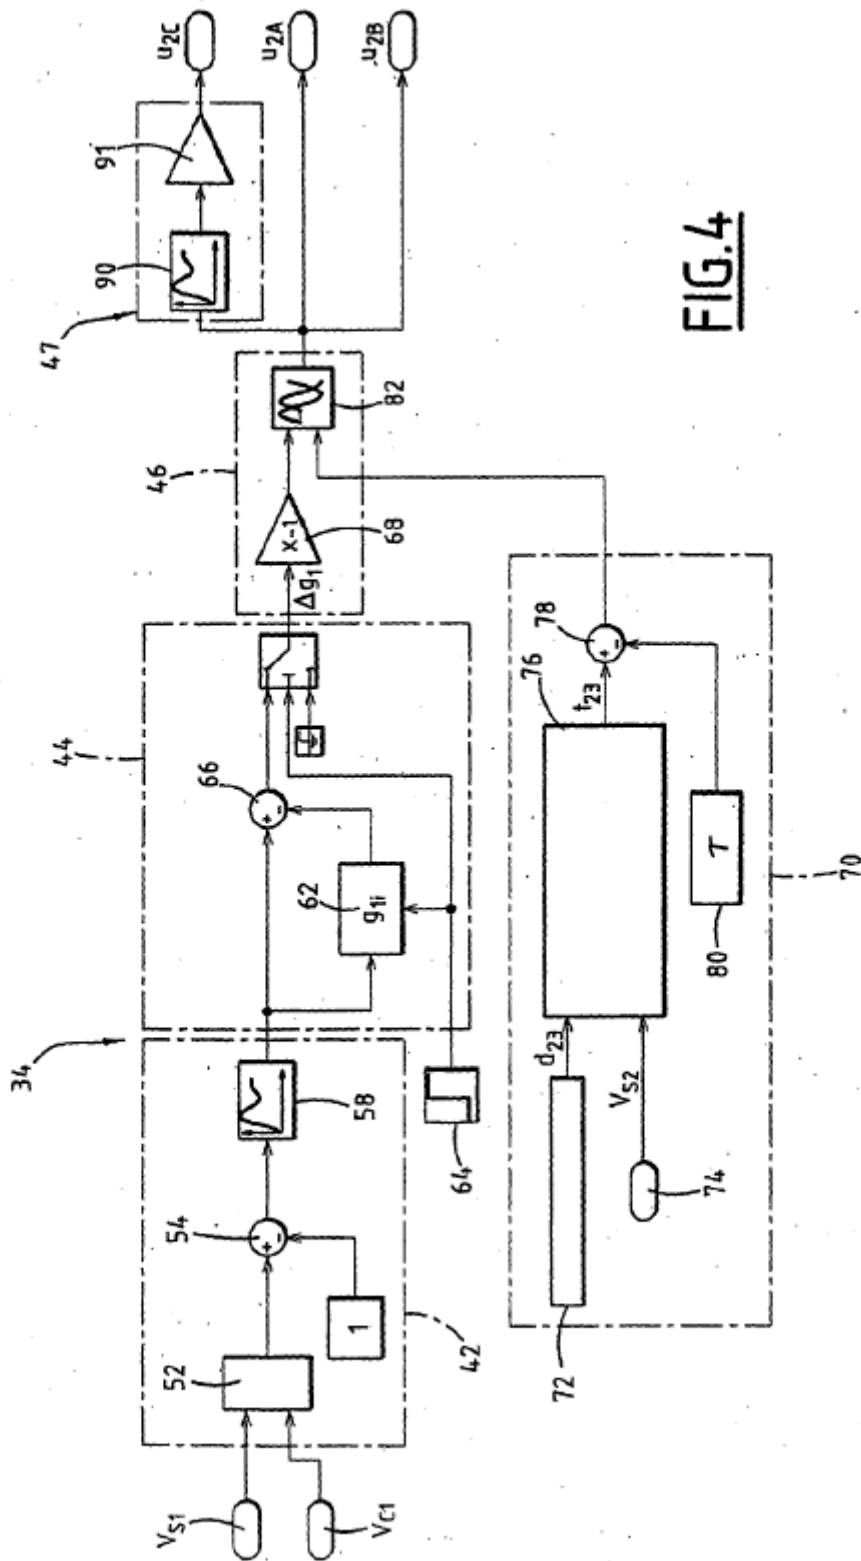 34
47
90
91
u2C
u2A
u2B
46
X-1
68
Δg1
82
44
66
+
-
62
g1i
64
VS1
VC1
52
54
+
-
1
58
42
72
d23
74
VS2
76
t23
78
+
-
τ
80
70
FIG.4